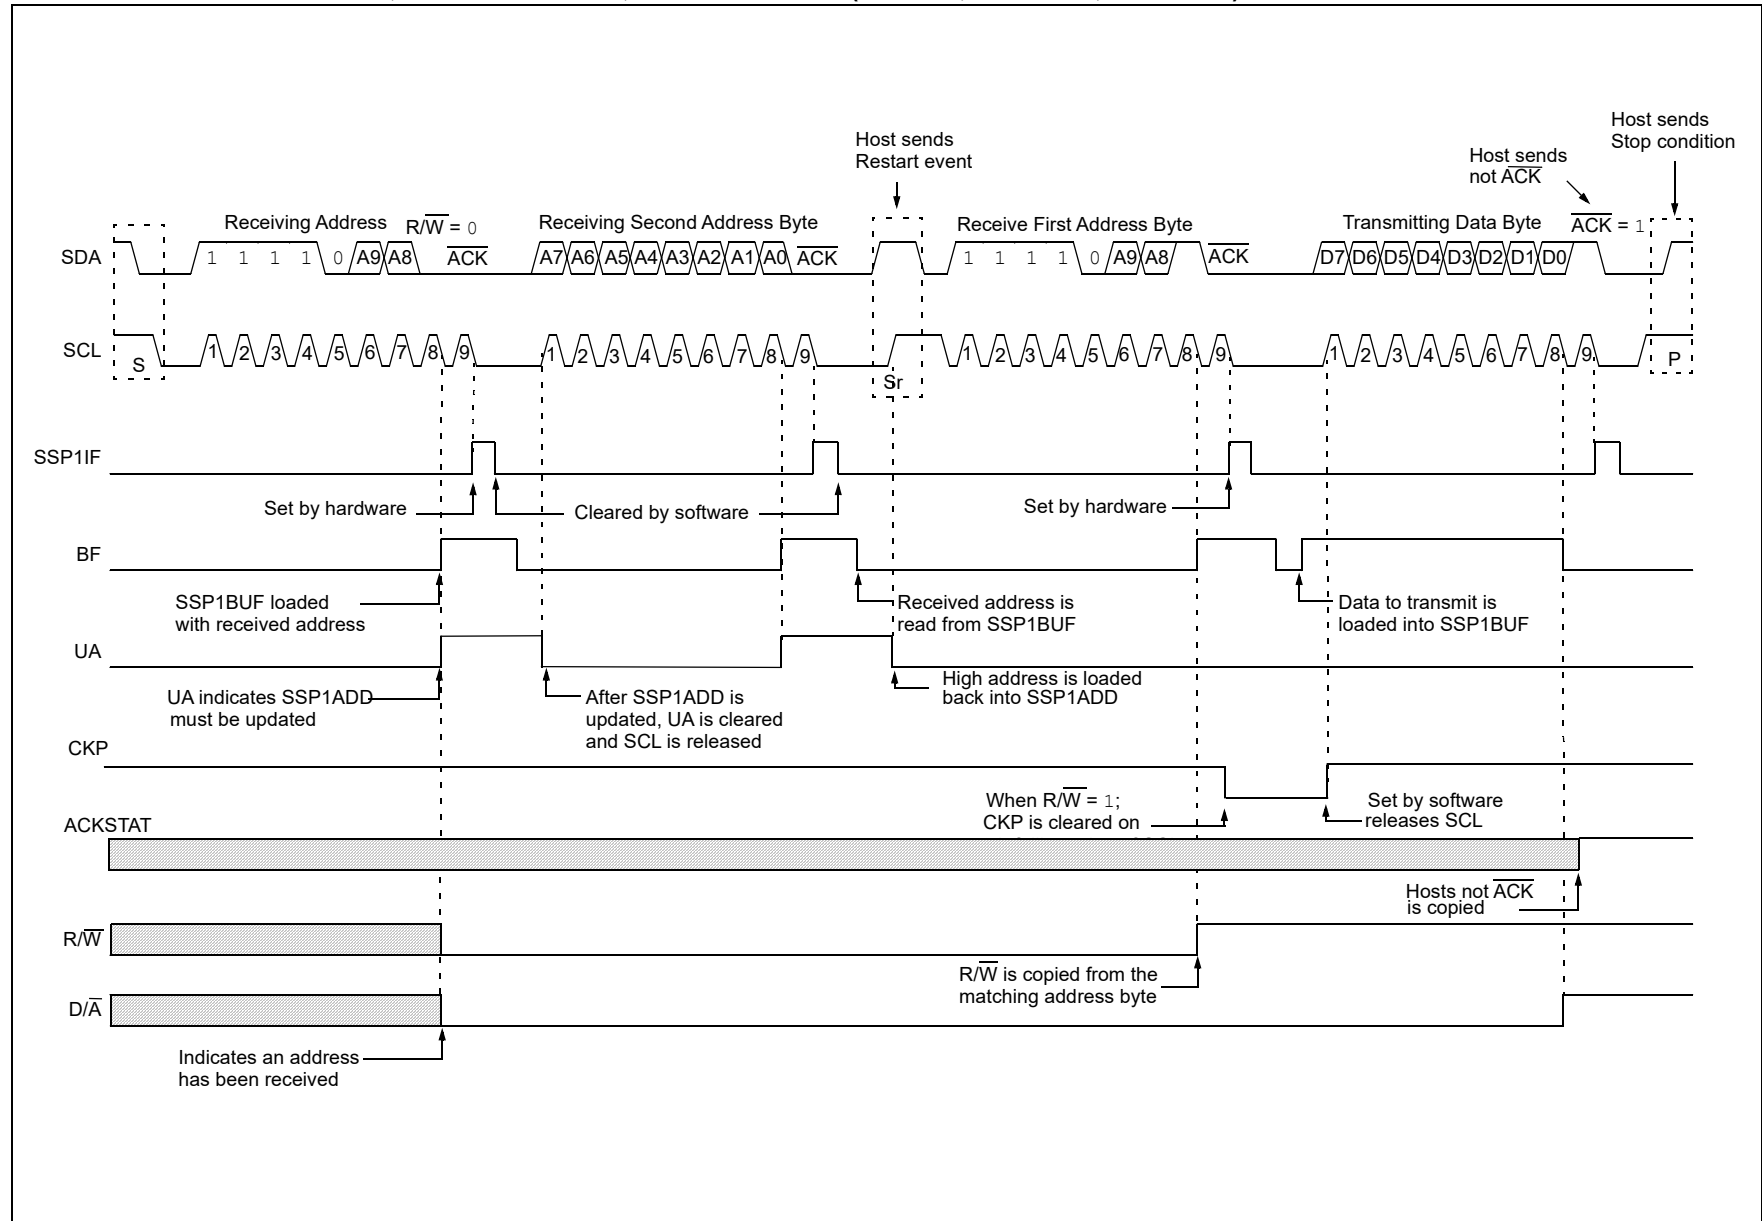 Host sends
Restart event
Host sends
not ACK
Host sends
Stop condition
Receiving Address R/W = 0
Receiving Second Address Byte
Receive First Address Byte
Transmitting Data Byte
ACK = 1
SDA 1 1 1 1 0 A9 A8 ACK A7 A6 A5 A4 A3 A2 A1 A0 ACK 1 1 1 1 0 A9 A8 ACK D7 D6 D5 D4 D3 D2 D1 D0
SCL S 1 2 3 4 5 6 7 8 9 1 2 3 4 5 6 7 8 9 Sr 1 2 3 4 5 6 7 8 9 1 2 3 4 5 6 7 8 9 P
SSP1IF
Set by hardware
Cleared by software
Set by hardware
BF
SSP1BUF loaded
with received address
Received address is
read from SSP1BUF
Data to transmit is
loaded into SSP1BUF
UA
UA indicates SSP1ADD
must be updated
After SSP1ADD is
updated, UA is cleared
and SCL is released
High address is loaded
back into SSP1ADD
CKP
When R/W = 1;
CKP is cleared on
Set by software
releases SCL
ACKSTAT
Hosts not ACK
is copied
R/W
R/W is copied from the
matching address byte
D/A
Indicates an address
has been received